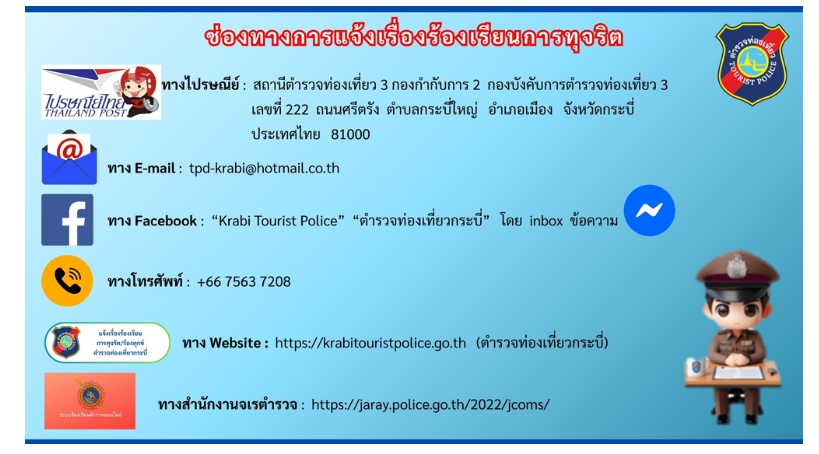 ช่องทางการแจ้งเรื่องร้องเรียนการทุจริต
ตำรวจท่องเที่ยว
TOURIST POLICE
ไปรษณีย์ไทย
THAILAND POST
ทางไปรษณีย์ : สถานีตำรวจท่องเที่ยว 3 กองกำกับการ 2 กองบังคับการตำรวจท่องเที่ยว 3
เลขที่ 222 ถนนศรีตรัง ตำบลกระบี่ใหญ่ อำเภอเมือง จังหวัดกระบี่
ประเทศไทย 81000
ทาง E-mail : tpd-krabi@hotmail.co.th
ทาง Facebook : “Krabi Tourist Police” “ตำรวจท่องเที่ยวกระบี่” โดย inbox ข้อความ
ทางโทรศัพท์ : +66 7563 7208
แจ้งเรื่องร้องเรียน
การทุจริต/ร้องทุกข์
ตำรวจท่องเที่ยวกระบี่
ทาง Website : https://krabitouristpolice.go.th (ตำรวจท่องเที่ยวกระบี่)
ทางสำนักงานจเรตำรวจ : https://jaray.police.go.th/2022/jcoms/